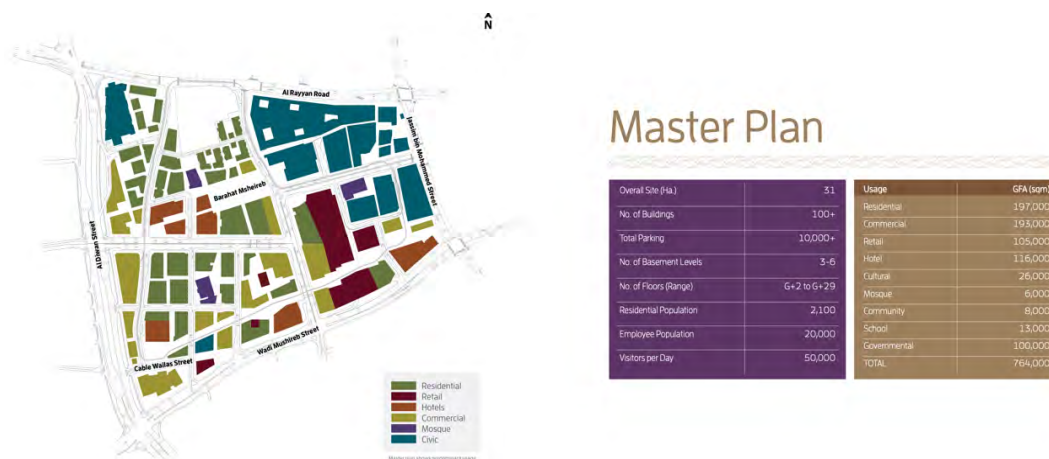 N
Al Rayyan Road
Jassim bin Mohammed Street
Barahat Msheireb
Al Diwan Street
Wadi Mushireb Street
Cable Wailas Street
Residential
Retail
Hotels
Commercial
Mosque
Civic
Master Plan
Overall Site (Ha.) 31
No. of Buildings 100+
Total Parking 10,000+
No. of Basement Levels 3-6
No. of Floors (Range) G+2 to G+29
Residential Population 2,100
Employee Population 20,000
Visitors per Day 50,000
Usage GFA (sqm)
Residential 197,000
Commercial 193,000
Retail 105,000
Hotel 116,000
Cultural 26,000
Mosque 6,000
Community 8,000
School 13,000
Governmental 100,000
TOTAL 764,000